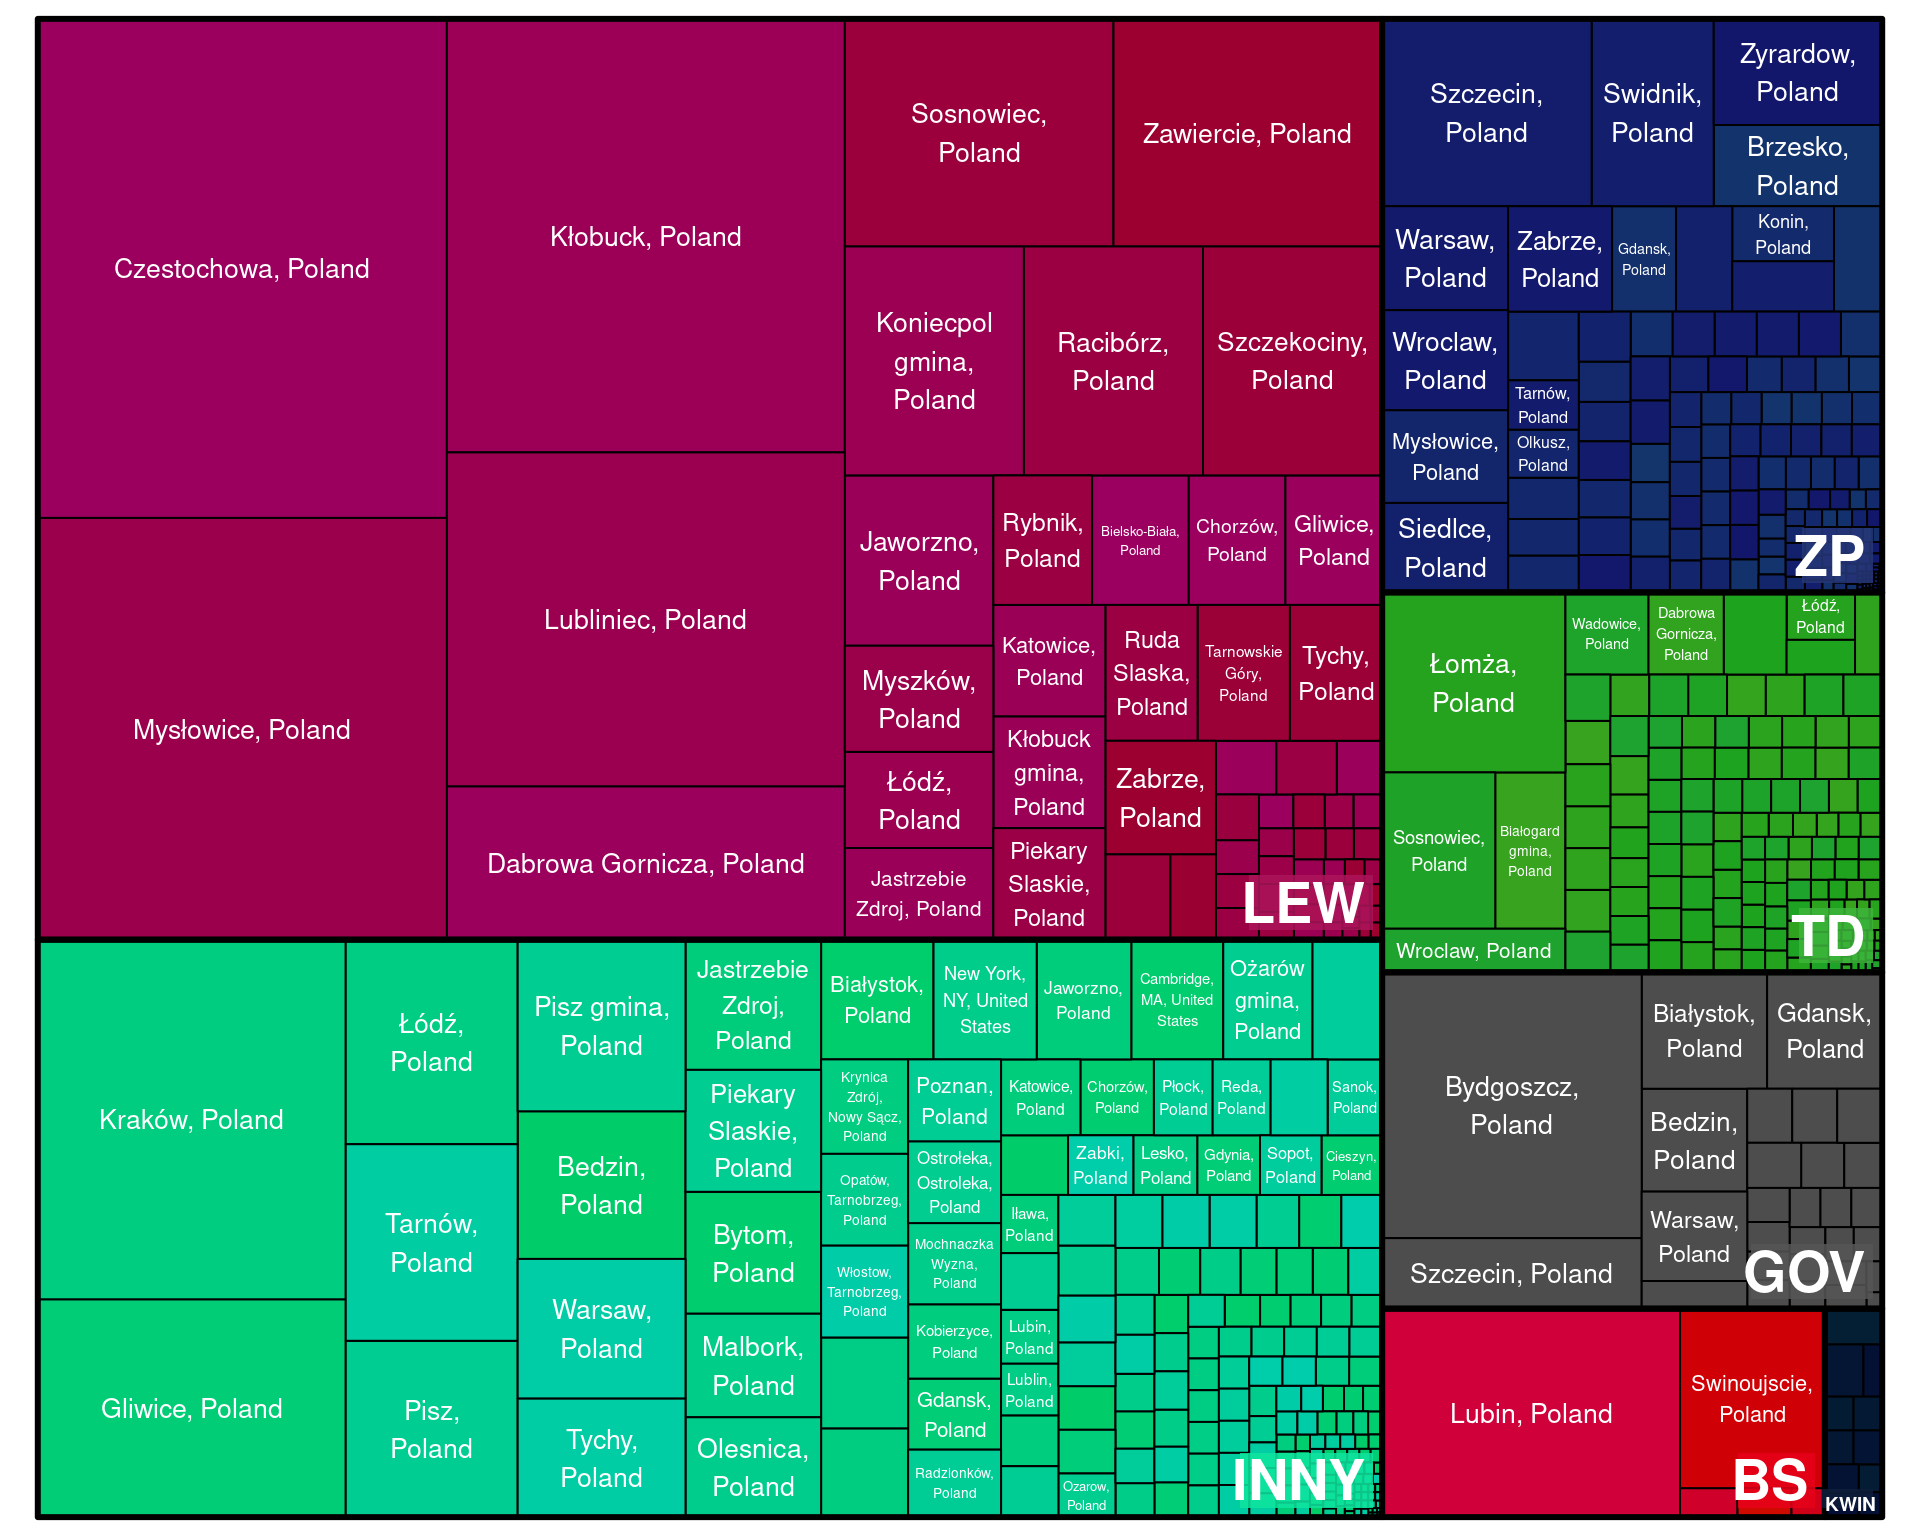 Czestochowa, Poland
Mysłowice, Poland
Kłobuck, Poland
Lubliniec, Poland
Dabrowa Gornicza, Poland
Sosnowiec,
Poland
Zawiercie, Poland
Koniecpol
gmina,
Poland
Racibórz,
Poland
Szczekociny,
Poland
Jaworzno,
Poland
Myszków,
Poland
Łódź,
Poland
Jastrzebie
Zdroj, Poland
Rybnik,
Poland
Bielsko-Biała,
Poland
Chorzów,
Poland
Gliwice,
Poland
Katowice,
Poland
Kłobuck
gmina,
Poland
Piekary
Slaskie,
Poland
Ruda
Slaska,
Poland
Tarnowskie
Góry,
Poland
Tychy,
Poland
Zabrze,
Poland
LEW
Szczecin,
Poland
Swidnik,
Poland
Zyrardow,
Poland
Brzesko,
Poland
Warsaw,
Poland
Zabrze,
Poland
Gdansk,
Poland
Konin,
Poland
Wroclaw,
Poland
Mysłowice,
Poland
Siedlce,
Poland
Tarnów,
Poland
Olkusz,
Poland
ZP
Łomża,
Poland
Wadowice,
Poland
Dabrowa
Gornicza,
Poland
Łódź,
Poland
Sosnowiec,
Poland
Białogard
gmina,
Poland
Wroclaw, Poland
TD
Bydgoszcz,
Poland
Szczecin, Poland
Białystok,
Poland
Gdansk,
Poland
Bedzin,
Poland
Warsaw,
Poland
GOV
Lubin, Poland
Swinoujscie,
Poland
BS
KWIN
Kraków, Poland
Gliwice, Poland
Łódź,
Poland
Tarnów,
Poland
Pisz,
Poland
Pisz gmina,
Poland
Bedzin,
Poland
Warsaw,
Poland
Tychy,
Poland
Jastrzebie
Zdroj,
Poland
Piekary
Slaskie,
Poland
Bytom,
Poland
Malbork,
Poland
Olesnica,
Poland
Białystok,
Poland
New York,
NY, United
States
Jaworzno,
Poland
Cambridge,
MA, United
States
Ożarów
gmina,
Poland
Krynica
Zdrój,
Nowy Sącz,
Poland
Opatów,
Tarnobrzeg,
Poland
Włostow,
Tarnobrzeg,
Poland
Poznan,
Poland
Ostrołeka,
Ostroleka,
Poland
Mochnaczka
Wyzna,
Poland
Kobierzyce,
Poland
Gdansk,
Poland
Radzionków,
Poland
Katowice,
Poland
Chorzów,
Poland
Płock,
Poland
Reda,
Poland
Sanok,
Poland
Zabki,
Poland
Lesko,
Poland
Gdynia,
Poland
Sopot,
Poland
Cieszyn,
Poland
Iława,
Poland
Lubin,
Poland
Lublin,
Poland
Ozarow,
Poland
INNY